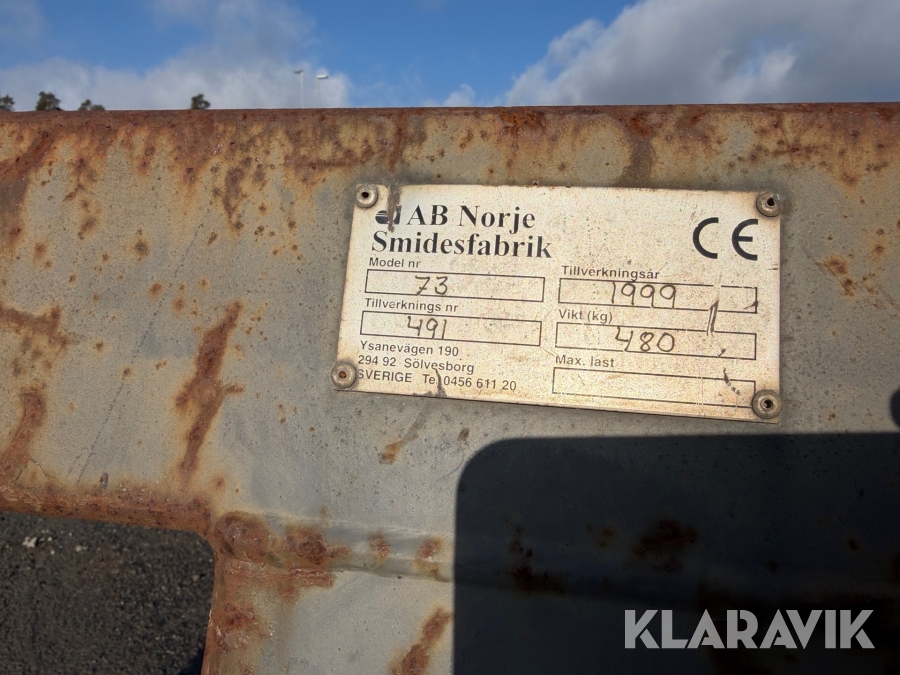 AB Norje
Smidesfabrik
CE
Model nr
73
Tillverkningsår
1999
Tillverknings nr
491
Vikt (kg)
480
Ysanevägen 190
294 92 Sölvesborg
SVERIGE Tel 0456 611 20
Max. last
KLARAVIK